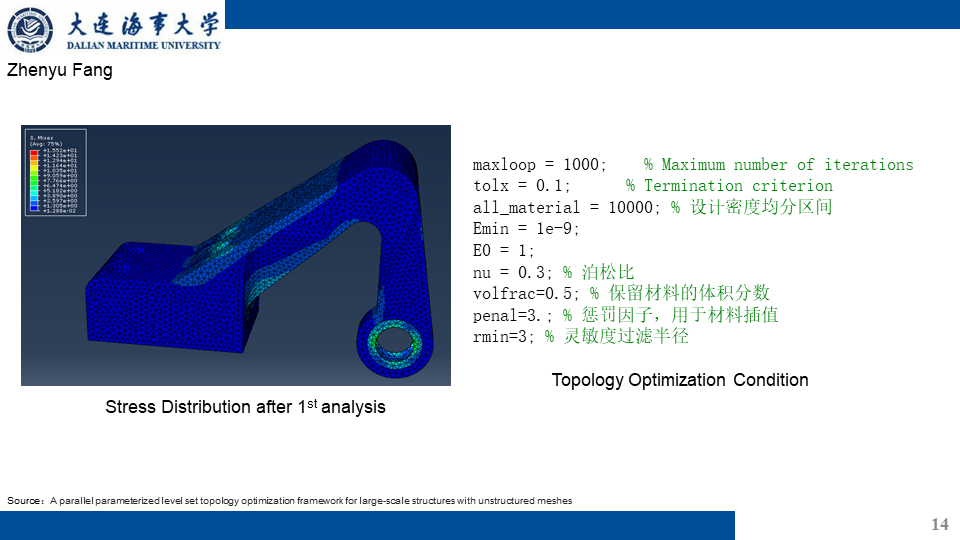 大连海事大学
DALIAN MARITIME UNIVERSITY
Zhenyu Fang
S, Mises
(Avg: 75%)
+1.552e+01
+1.423e+01
+1.294e+01
+1.164e+01
+1.035e+01
+9.059e+00
+7.766e+00
+6.474e+00
+5.182e+00
+3.890e+00
+2.597e+00
+1.305e+00
+1.288e-02
maxloop = 1000; % Maximum number of iterations
tolx = 0.1; % Termination criterion
all_material = 10000; % 设计密度均分区间
Emin = 1e-9;
E0 = 1;
nu = 0.3; % 泊松比
volfrac=0.5; % 保留材料的体积分数
penal=3.; % 惩罚因子，用于材料插值
rmin=3; % 灵敏度过滤半径
Topology Optimization Condition
Stress Distribution after 1st analysis
Source：A parallel parameterized level set topology optimization framework for large-scale structures with unstructured meshes
14